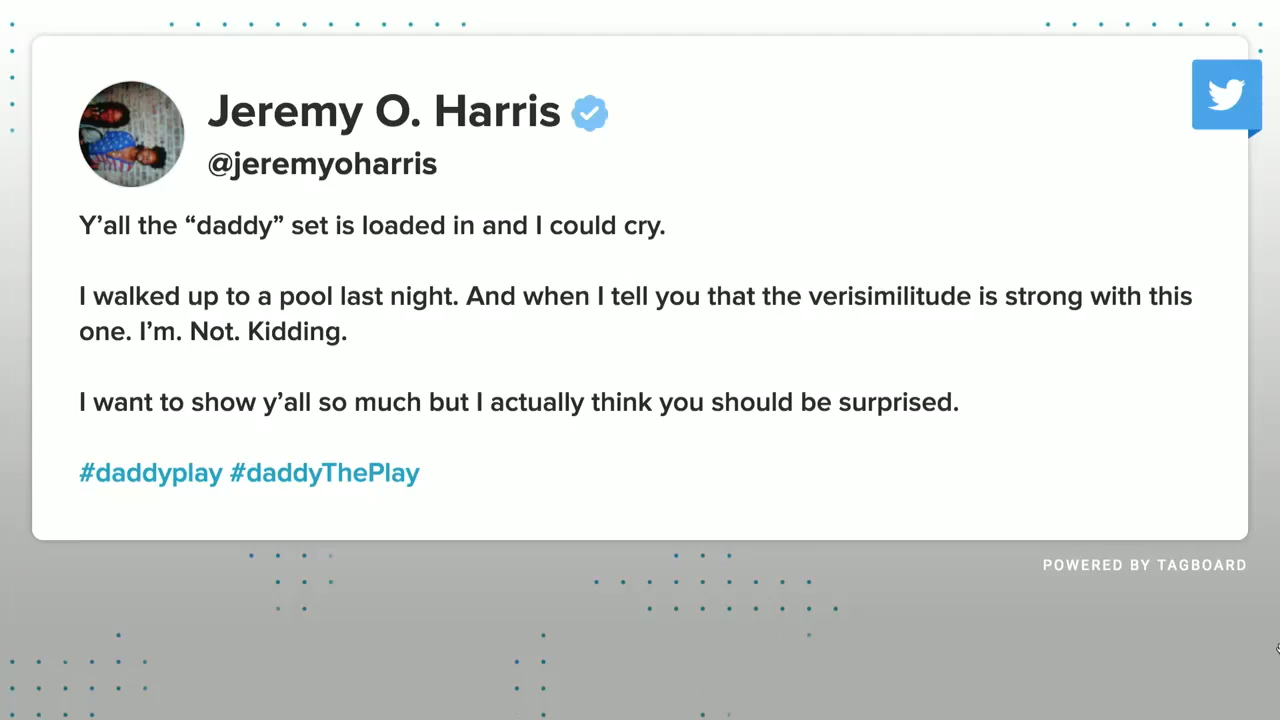 Jeremy O. Harris
@jeremyoharris
Y’all the “daddy” set is loaded in and I could cry.
I walked up to a pool last night. And when I tell you that the verisimilitude is strong with this
one. I’m. Not. Kidding.
I want to show y’all so much but I actually think you should be surprised.
#daddyplay #daddyThePlay
POWERED BY TAGBOARD